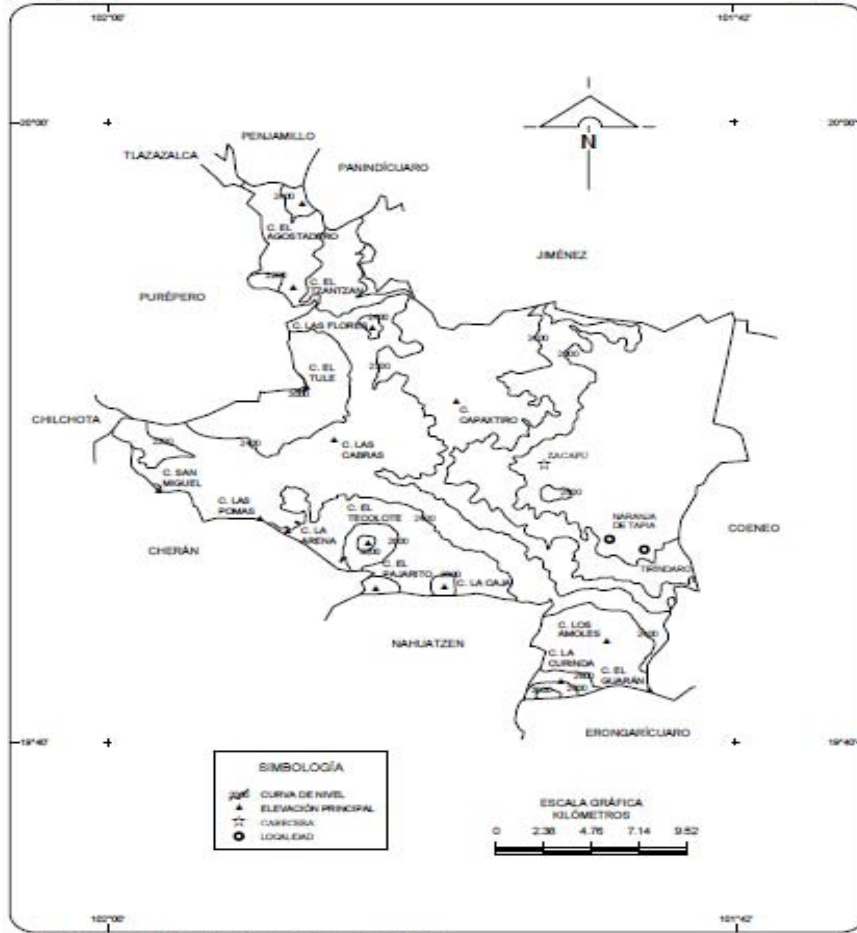 102°00'
101°42'
20°00'
20°00'
N
PENJAMILLO
TLAZAZALCA
PANINDÍCUARO
C. EL
AGOSTADERO
JIMÉNEZ
PURÉPERO
C. EL
TZANTZAN
C. LAS FLORES
2400
C. EL
TULE
C.
CAPAXTIRO
CHILCHOTA
2400
C. LAS
CABRAS
ZACAPU
C. SAN
MIGUEL
C. LAS
POMAS
C. EL
TECOLOTE
2400
NARANJA
DE TAPIA
COENEO
C. LA
ARENA
CHERÁN
TIRINDARO
C. EL
PAJARITO
C. LA CAJA
NAHUATZEN
C. LOS
AMOLES
C. LA
CURINDA
C. EL
GUARÁN
ERONGARÍCUARO
19°40'
19°40'
SIMBOLOGÍA
CURVA DE NIVEL
ELEVACIÓN PRINCIPAL
CABECERA
LOCALIDAD
ESCALA GRÁFICA
KILÓMETROS
0 2.38 4.76 7.14 9.52
102°00'
101°42'